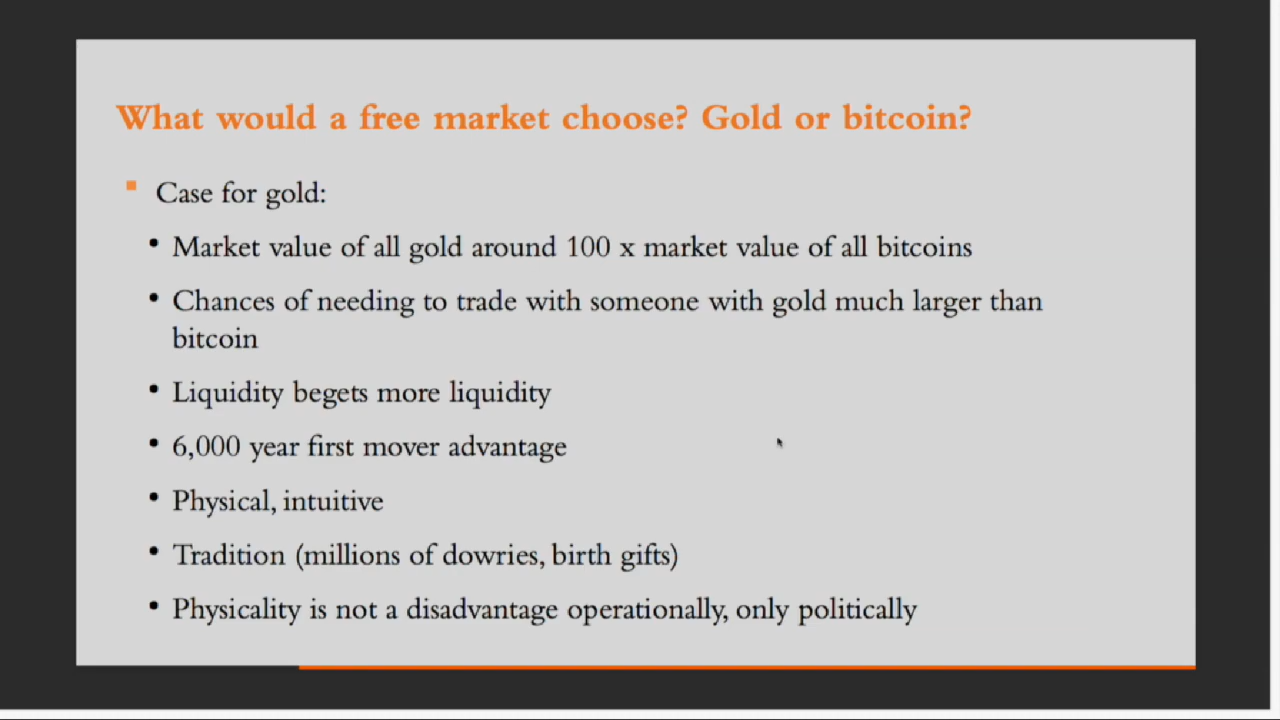 What would a free market choose? Gold or bitcoin?
Case for gold:
Market value of all gold around 100 x market value of all bitcoins
Chances of needing to trade with someone with gold much larger than
bitcoin
Liquidity begets more liquidity
6,000 year first mover advantage
Physical, intuitive
Tradition (millions of dowries, birth gifts)
Physicality is not a disadvantage operationally, only politically